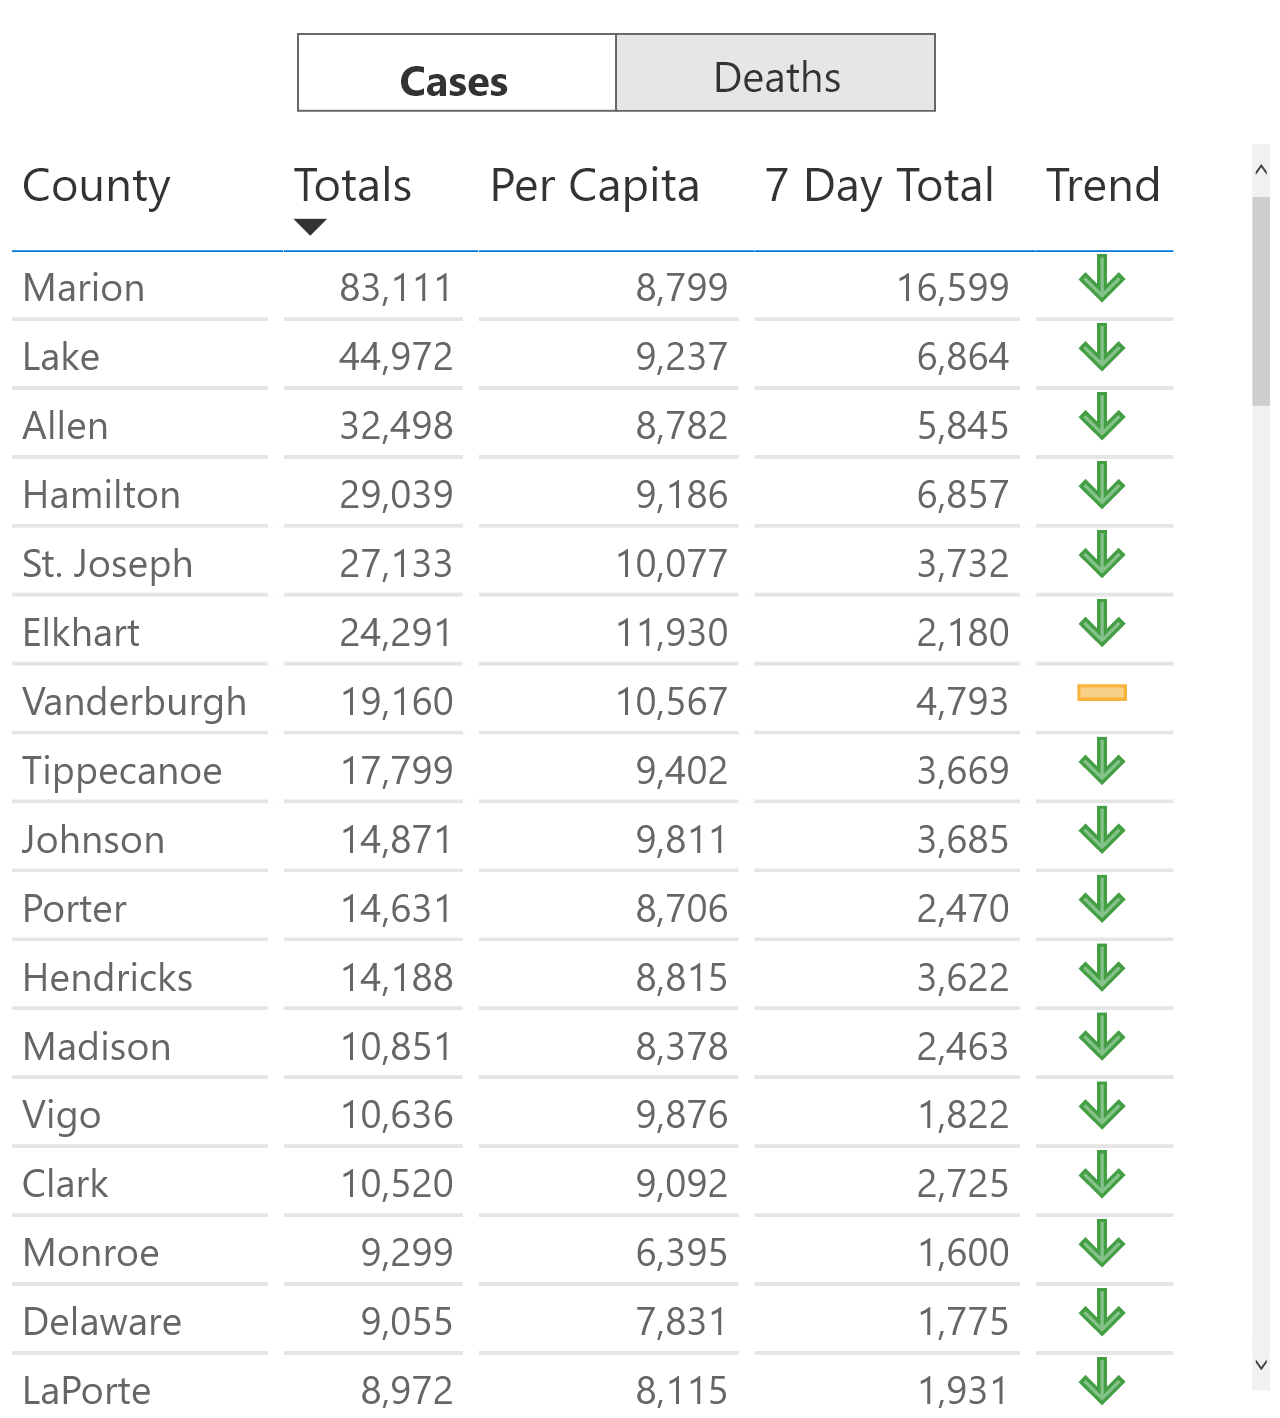 Cases Deaths
County Totals Per Capita 7 Day Total Trend
Marion 83,111 8,799 16,599
Lake 44,972 9,237 6,864
Allen 32,498 8,782 5,845
Hamilton 29,039 9,186 6,857
St. Joseph 27,133 10,077 3,732
Elkhart 24,291 11,930 2,180
Vanderburgh 19,160 10,567 4,793
Tippecanoe 17,799 9,402 3,669
Johnson 14,871 9,811 3,685
Porter 14,631 8,706 2,470
Hendricks 14,188 8,815 3,622
Madison 10,851 8,378 2,463
Vigo 10,636 9,876 1,822
Clark 10,520 9,092 2,725
Monroe 9,299 6,395 1,600
Delaware 9,055 7,831 1,775
LaPorte 8,972 8,115 1,931